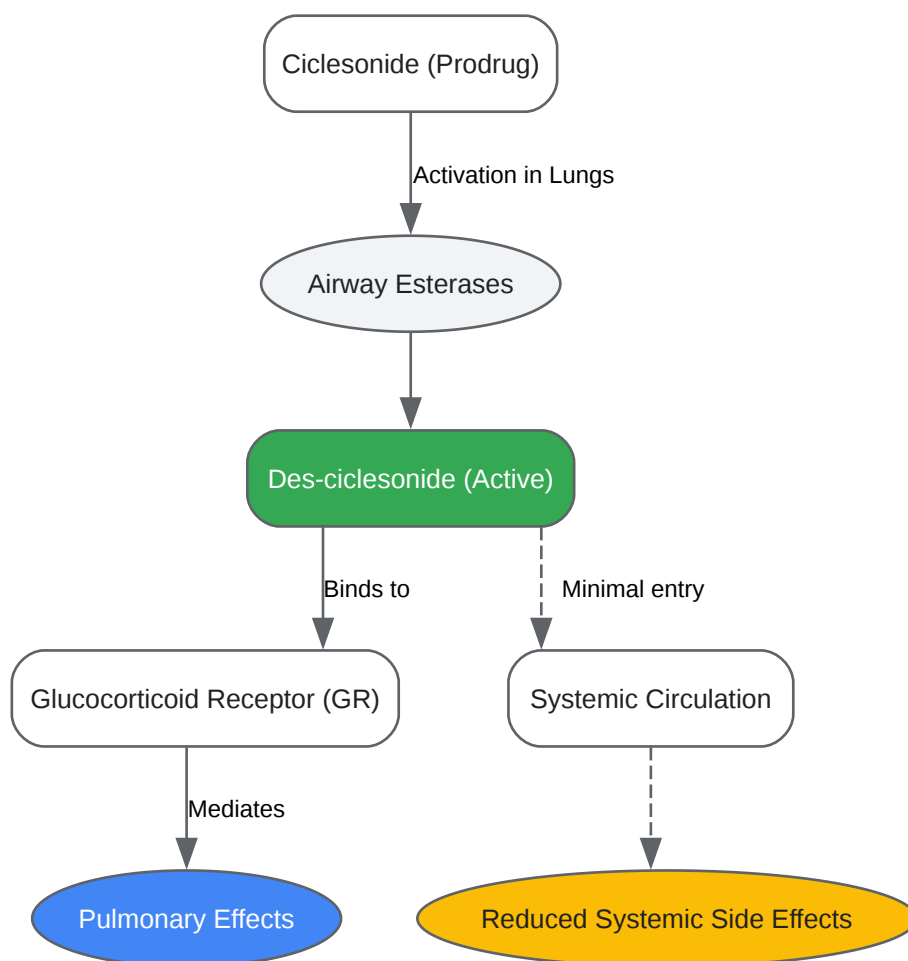 Ciclesonide (Prodrug)
Activation in Lungs
Airway Esterases
Des-ciclesonide (Active)
Binds to
Minimal entry
Glucocorticoid Receptor (GR)
Systemic Circulation
Mediates
Pulmonary Effects
Reduced Systemic Side Effects